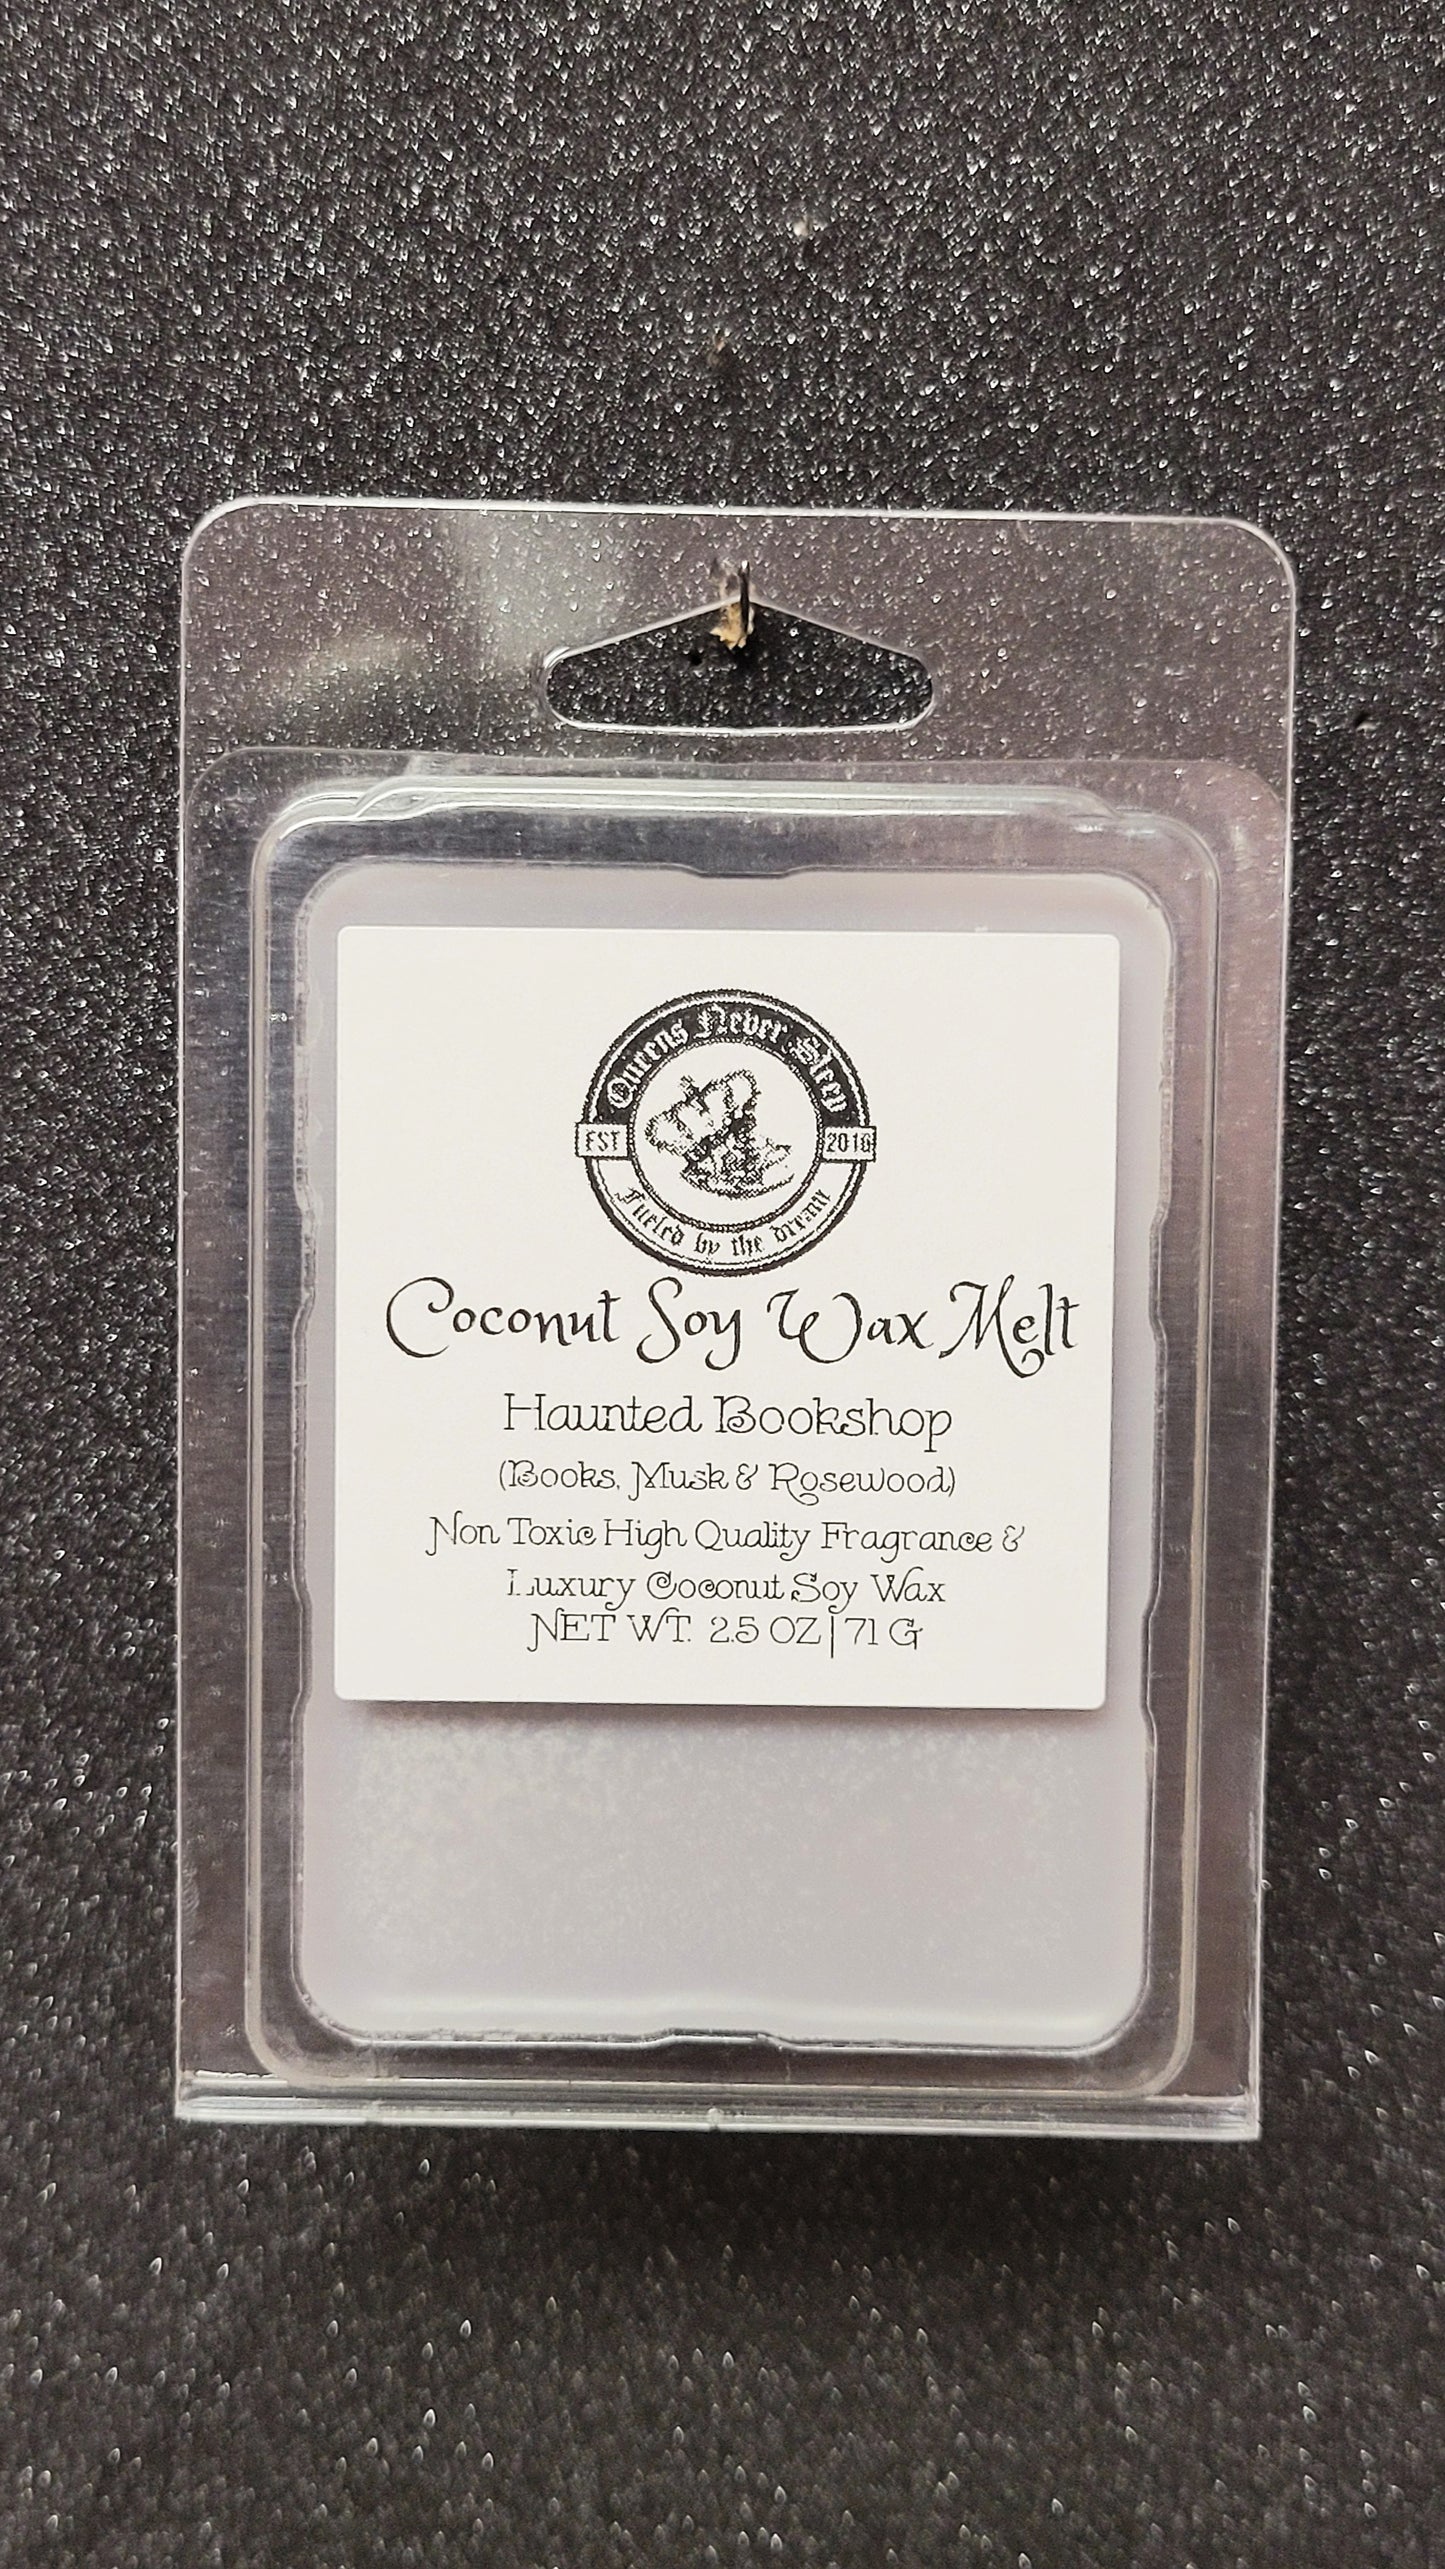 Queens Never Sleep
EST 2018
Fueled by the dream
Coconut Soy Wax Melt
Haunted Bookshop
(Books, Musk & Rosewood)
Non Toxic High Quality Fragrance &
Luxury Coconut Soy Wax
NET WT. 2.5 OZ | 71 G